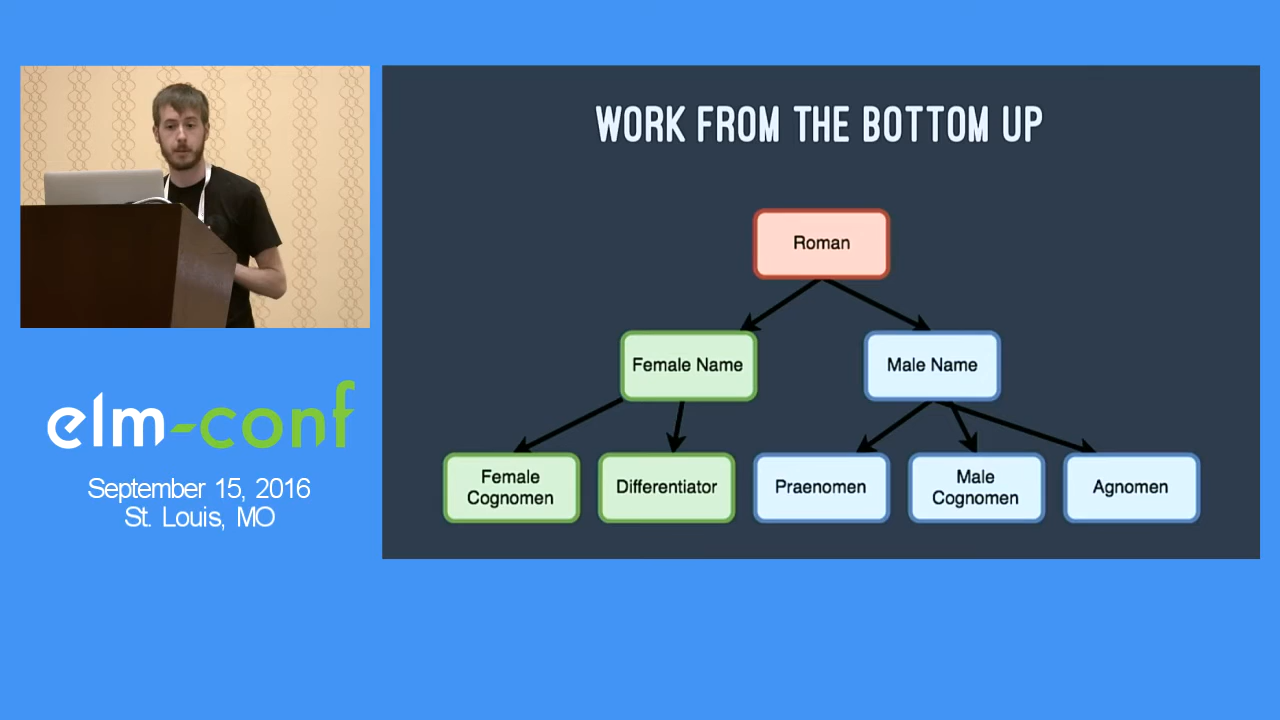 WORK FROM THE BOTTOM UP
Roman
Female Name
Male Name
Female
Cognomen
Differentiator
Praenomen
Male
Cognomen
Agnomen
elm-conf
September 15, 2016
St. Louis, MO